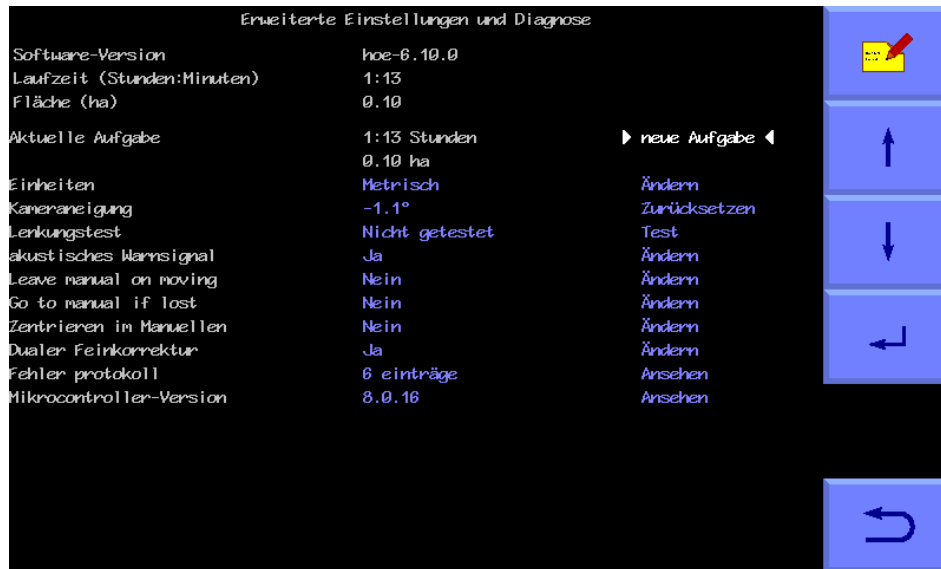 Erweiterte Einstellungen und Diagnose
Software-Version hoe-6.10.0
Laufzeit (Stunden:Minuten) 1:13
Fläche (ha) 0.10
Aktuelle Aufgabe 1:13 Stunden neue Aufgabe
0.10 ha
Einheiten Metrisch Ändern
Kameraneigung -1.1° Zurücksetzen
Lenkungstest Nicht getestet Test
akustisches Warnsignal Ja Ändern
Leave manual on moving Nein Ändern
Go to manual if lost Nein Ändern
Zentrieren im Manuellen Nein Ändern
Dualer Feinkorrektur Ja Ändern
Fehler protokoll 6 einträge Ansehen
Mikrocontroller-Version 8.0.16 Ansehen